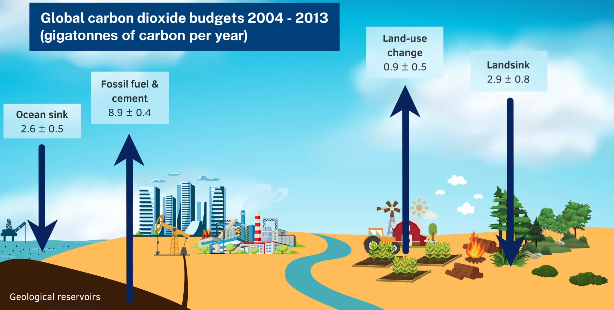 Global carbon dioxide budgets 2004 - 2013
(gigatonnes of carbon per year)
Ocean sink
2.6 ± 0.5
Fossil fuel &
cement
8.9 ± 0.4
Land-use
change
0.9 ± 0.5
Landsink
2.9 ± 0.8
Geological reservoirs